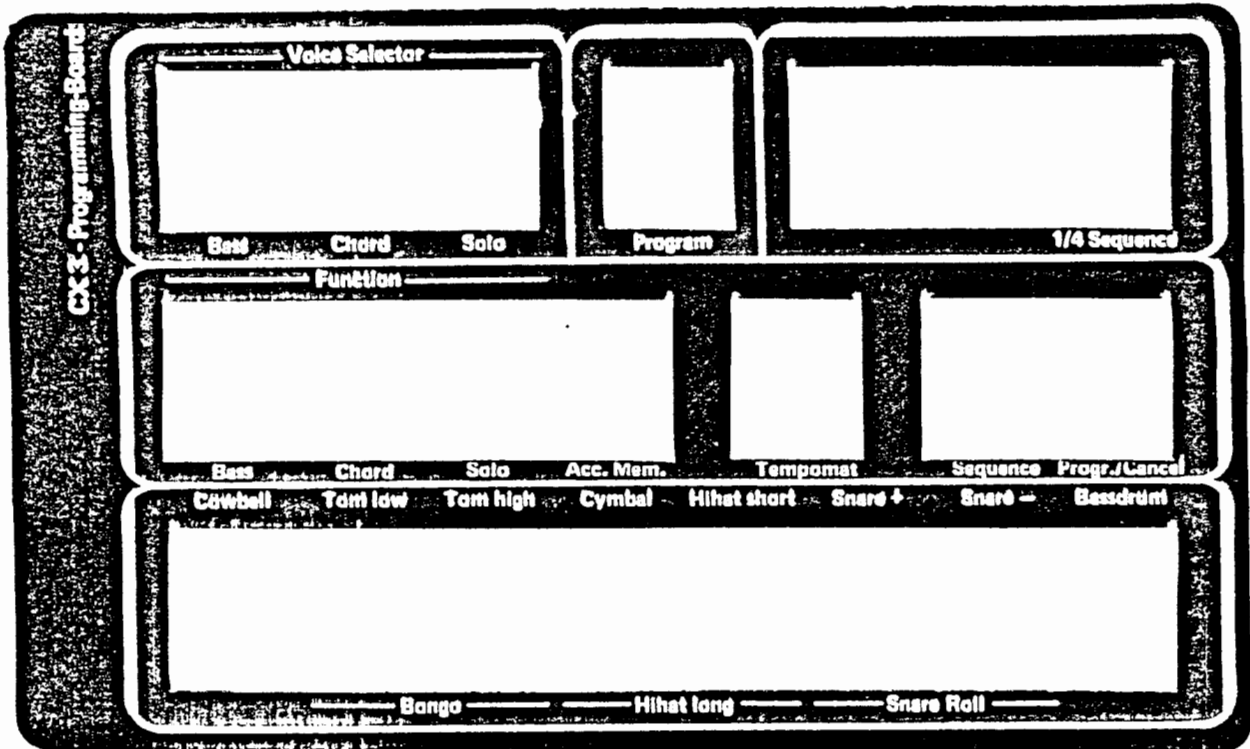 CX 3 - Programming-Board
Voice Selector
Bass Chord Solo
Program
1/4 Sequence
Function
Bass Chord Solo Acc. Mem. Tempomat Sequence Progr./Cancel
Cowbell Tom low Tom high Cymbal Hihat short Snare + Snare – Bassdrum
Bongo Hihat long Snare Roll